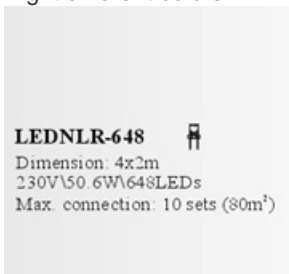 LEDNLR-648
Dimension: 4x2m
230V\50.6W\648LEDs
Max. connection: 10 sets (80m²)